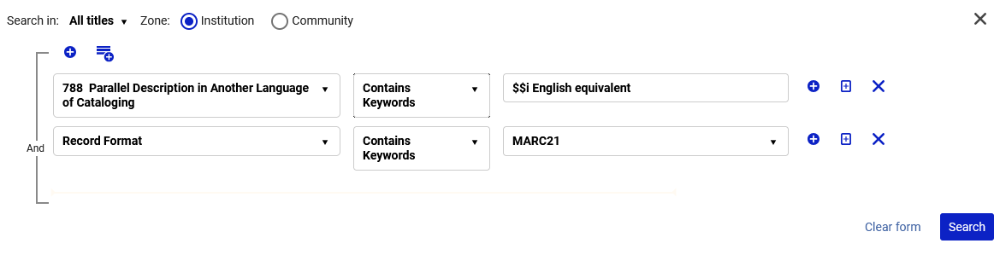 Search in: All titles Zone: Institution Community
788 Parallel Description in Another Language of Cataloging
Contains Keywords
$$i English equivalent
And
Record Format
Contains Keywords
MARC21
Clear form Search